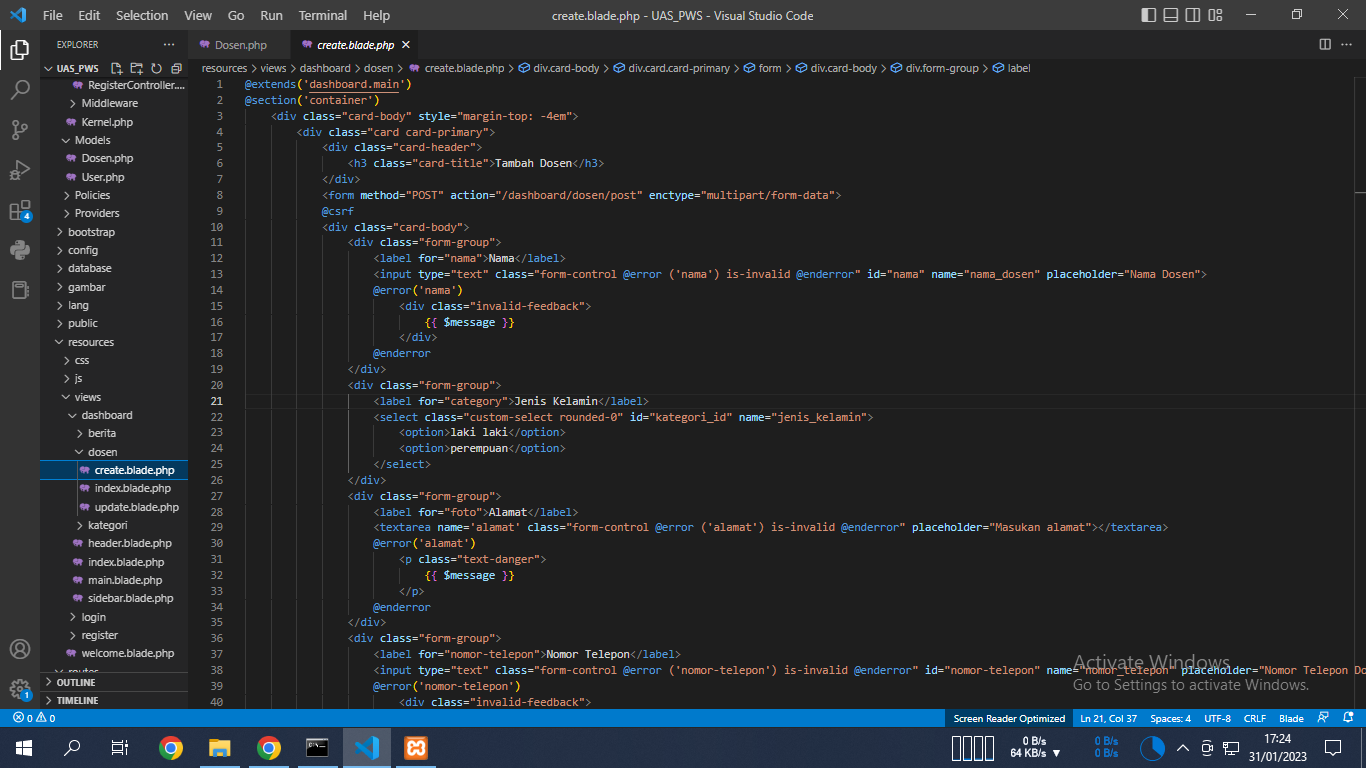 File Edit Selection View Go Run Terminal Help create.blade.php - UAS_PWS - Visual Studio Code
EXPLORER ··· Dosen.php create.blade.php
UAS_PWS resources > views > dashboard > dosen > create.blade.php > div.card-body > div.card.card-primary > form > div.card-body > div.form-group > label
RegisterController....
Middleware
Kernel.php
Models
Dosen.php
User.php
Policies
Providers
bootstrap
config
database
gambar
lang
public
resources
css
js
views
dashboard
berita
dosen
create.blade.php
index.blade.php
update.blade.php
kategori
header.blade.php
index.blade.php
main.blade.php
sidebar.blade.php
login
register
welcome.blade.php
routes
OUTLINE
TIMELINE
4
1
1 @extends('dashboard.main')
2 @section('container')
3 <div class="card-body" style="margin-top: -4em">
4 <div class="card card-primary">
5 <div class="card-header">
6 <h3 class="card-title">Tambah Dosen</h3>
7 </div>
8 <form method="POST" action="/dashboard/dosen/post" enctype="multipart/form-data">
9 @csrf
10 <div class="card-body">
11 <div class="form-group">
12 <label for="nama">Nama</label>
13 <input type="text" class="form-control @error ('nama') is-invalid @enderror" id="nama" name="nama_dosen" placeholder="Nama Dosen">
14 @error('nama')
15 <div class="invalid-feedback">
16 {{ $message }}
17 </div>
18 @enderror
19 </div>
20 <div class="form-group">
21 <label for="category">Jenis Kelamin</label>
22 <select class="custom-select rounded-0" id="kategori_id" name="jenis_kelamin">
23 <option>laki laki</option>
24 <option>perempuan</option>
25 </select>
26 </div>
27 <div class="form-group">
28 <label for="foto">Alamat</label>
29 <textarea name='alamat' class="form-control @error ('alamat') is-invalid @enderror" placeholder="Masukan alamat"></textarea>
30 @error('alamat')
31 <p class="text-danger">
32 {{ $message }}
33 </p>
34 @enderror
35 </div>
36 <div class="form-group">
37 <label for="nomor-telepon">Nomor Telepon</label>
38 <input type="text" class="form-control @error ('nomor-telepon') is-invalid @enderror" id="nomor-telepon" name="nomor_telepon" placeholder="Nomor Telepon Do
39 @error('nomor-telepon')
40 <div class="invalid-feedback">
Activate Windows
Go to Settings to activate Windows.
0 0 Screen Reader Optimized Ln 21, Col 37 Spaces: 4 UTF-8 CRLF Blade
0 B/s 0 B/s 17:24
64 KB/s 0 B/s 31/01/2023